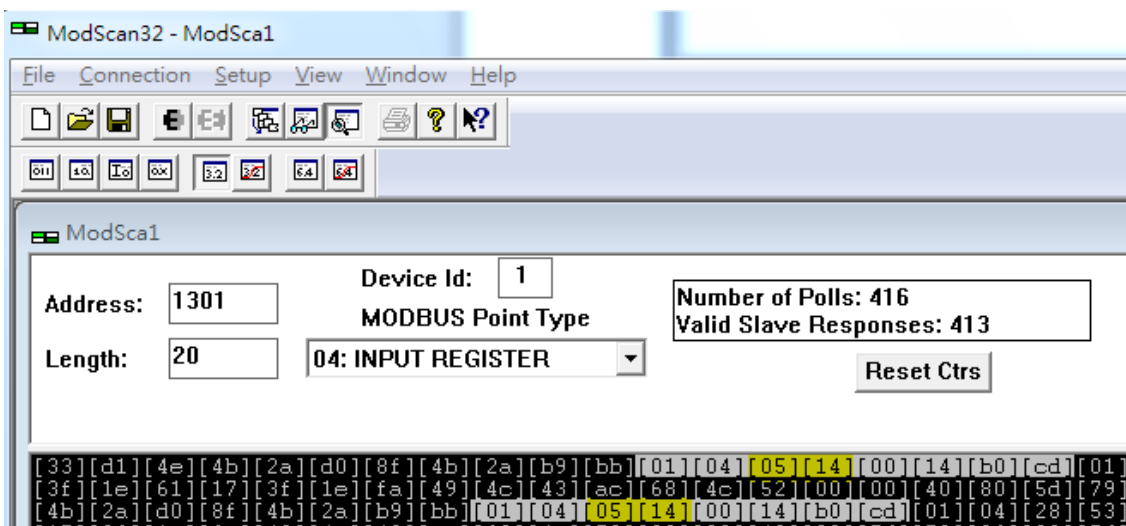 ModScan32 - ModSca1
File Connection Setup View Window Help
ModSca1
Device Id: 1
Address: 1301
MODBUS Point Type
Length: 20
04: INPUT REGISTER
Number of Polls: 416
Valid Slave Responses: 413
Reset Ctrs
[33][d1][4e][4b][2a][d0][8f][4b][2a][b9][bb][01][04][05][14][00][14][b0][cd][01]
[3f][1e][61][17][3f][1e][fa][49][4c][43][ac][68][4c][52][00][00][40][80][5d][79]
[4b][2a][d0][8f][4b][2a][b9][bb][01][04][05][14][00][14][b0][cd][01][04][28][53]